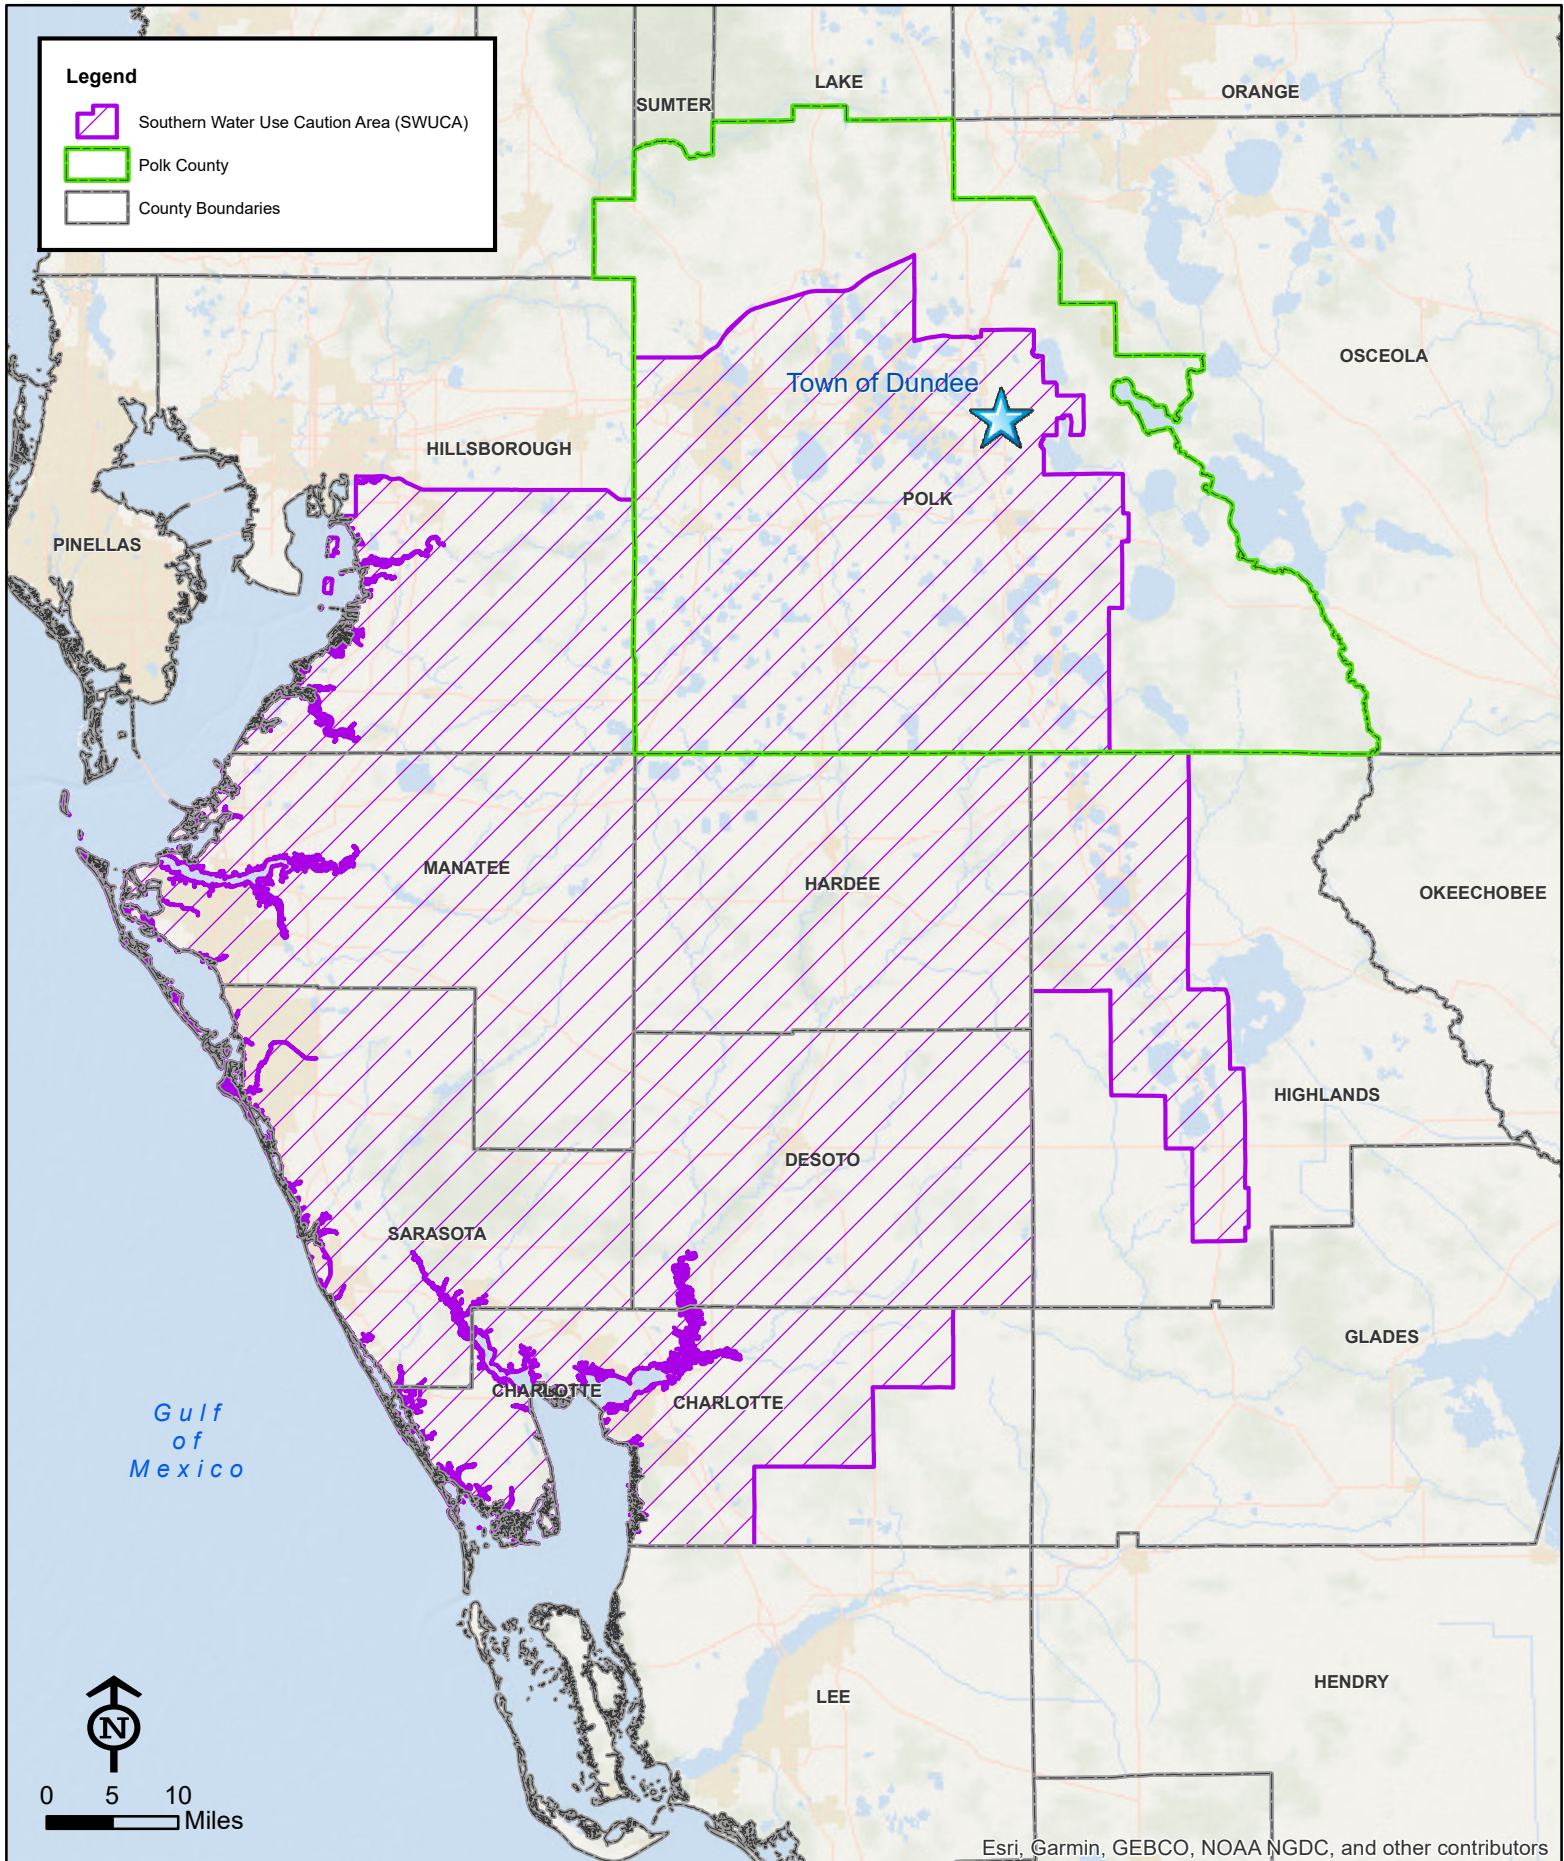 Legend
Southern Water Use Caution Area (SWUCA)
Polk County
County Boundaries
LAKE
SUMTER
ORANGE
OSCEOLA
Town of Dundee
HILLSBOROUGH
POLK
PINELLAS
MANATEE
HARDEE
OKEECHOBEE
HIGHLANDS
DESOTO
SARASOTA
GLADES
CHARLOTTE
CHARLOTTE
Gulf
of
Mexico
HENDRY
LEE
N
0 5 10
Miles
Esri, Garmin, GEBCO, NOAA NGDC, and other contributors